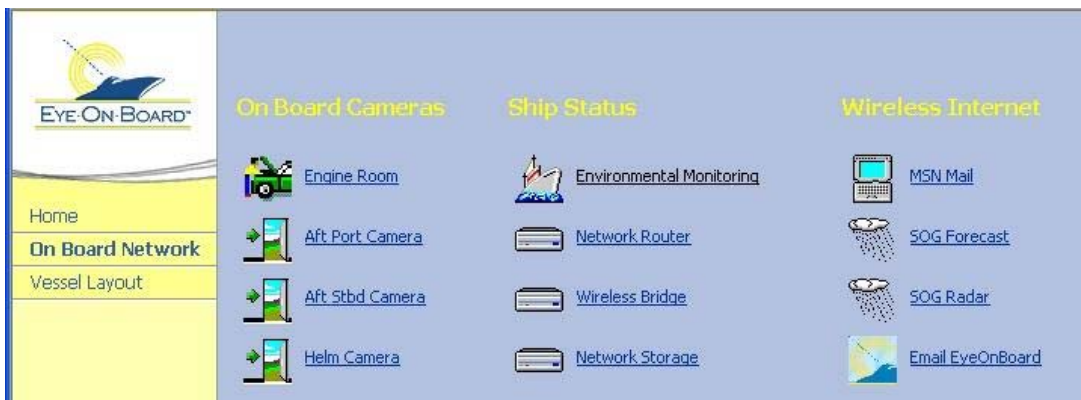 EYE-ON-BOARD™
Home
On Board Network
Vessel Layout
On Board Cameras
Engine Room
Aft Port Camera
Aft Stbd Camera
Helm Camera
Ship Status
Environmental Monitoring
Network Router
Wireless Bridge
Network Storage
Wireless Internet
MSN Mail
SOG Forecast
SOG Radar
Email EyeOnBoard